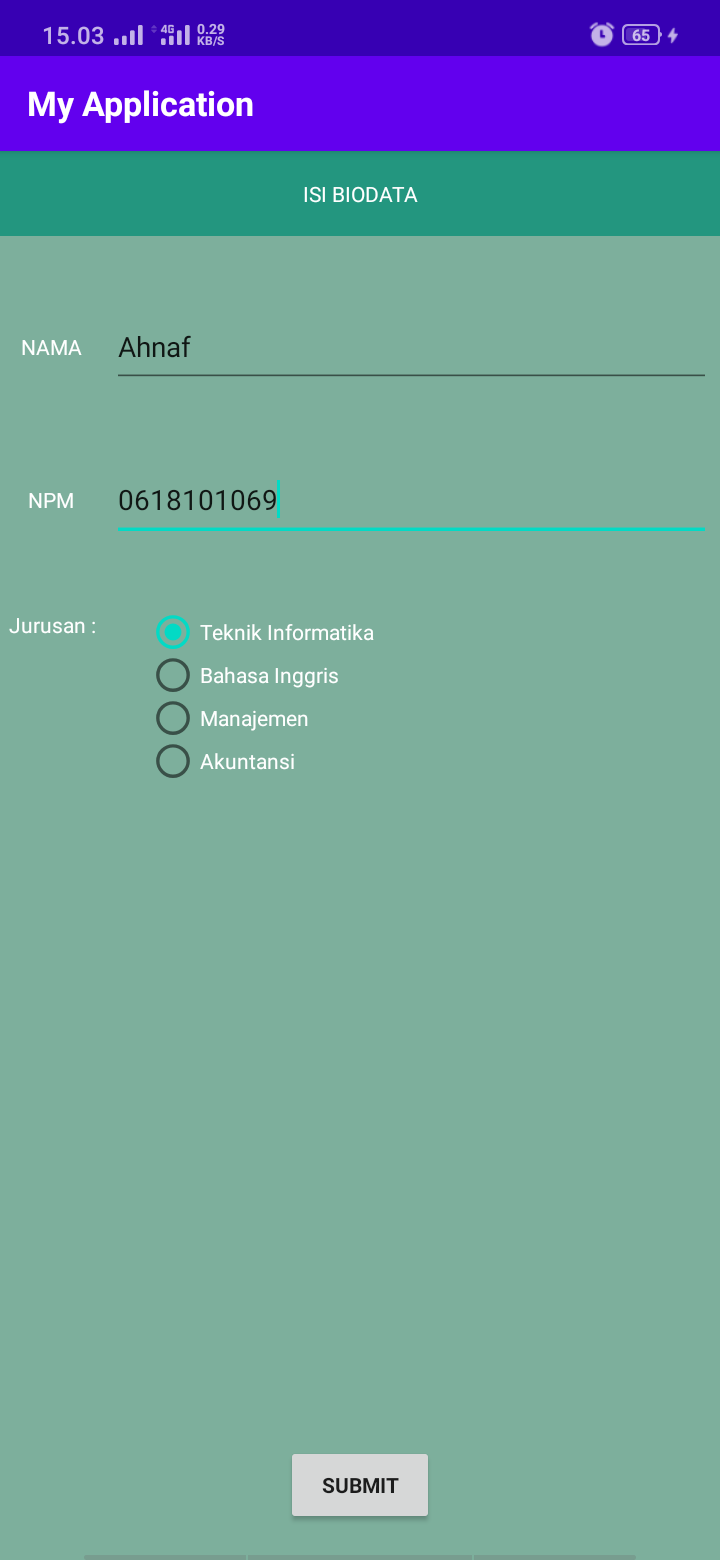 15.03 4G 0.29 KB/S 65
My Application
ISI BIODATA
NAMA Ahnaf
NPM 0618101069
Jurusan : Teknik Informatika
Bahasa Inggris
Manajemen
Akuntansi
SUBMIT